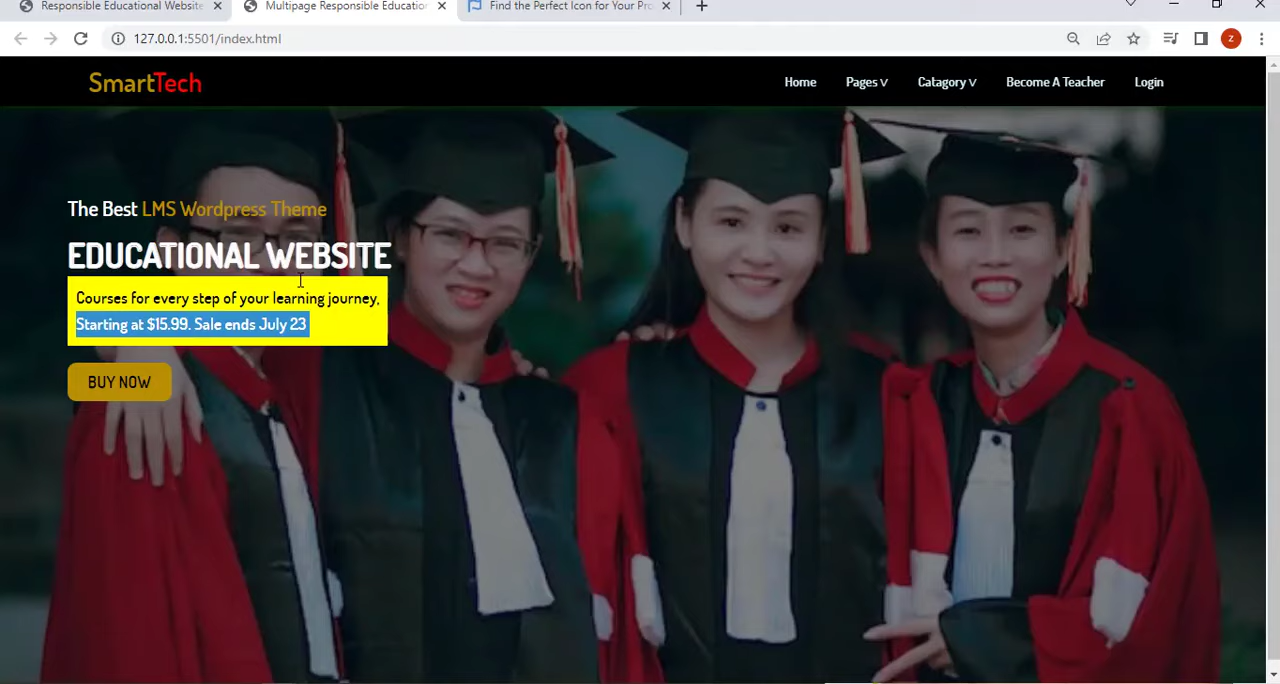 Responsible Educational Website
Multipage Responsible Educatio
Find the Perfect Icon for Your Pro
127.0.0.1:5501/index.html
z
SmartTech
Home
Pages V
Catagory V
Become A Teacher
Login
The Best LMS Wordpress Theme
EDUCATIONAL WEBSITE
Courses for every step of your learning journey,
Starting at $15.99. Sale ends July 23
BUY NOW